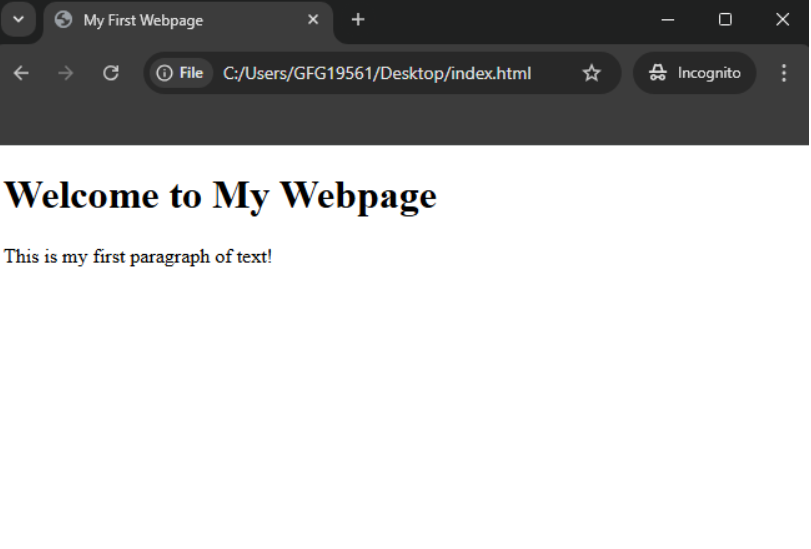 My First Webpage
File C:/Users/GFG19561/Desktop/index.html Incognito
Welcome to My Webpage
This is my first paragraph of text!